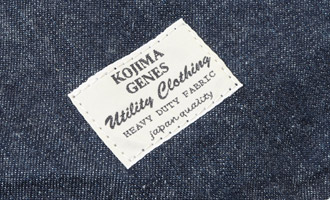 KOJIMA
GENES
Utility Clothing
HEAVY DUTY FABRIC
japan quality